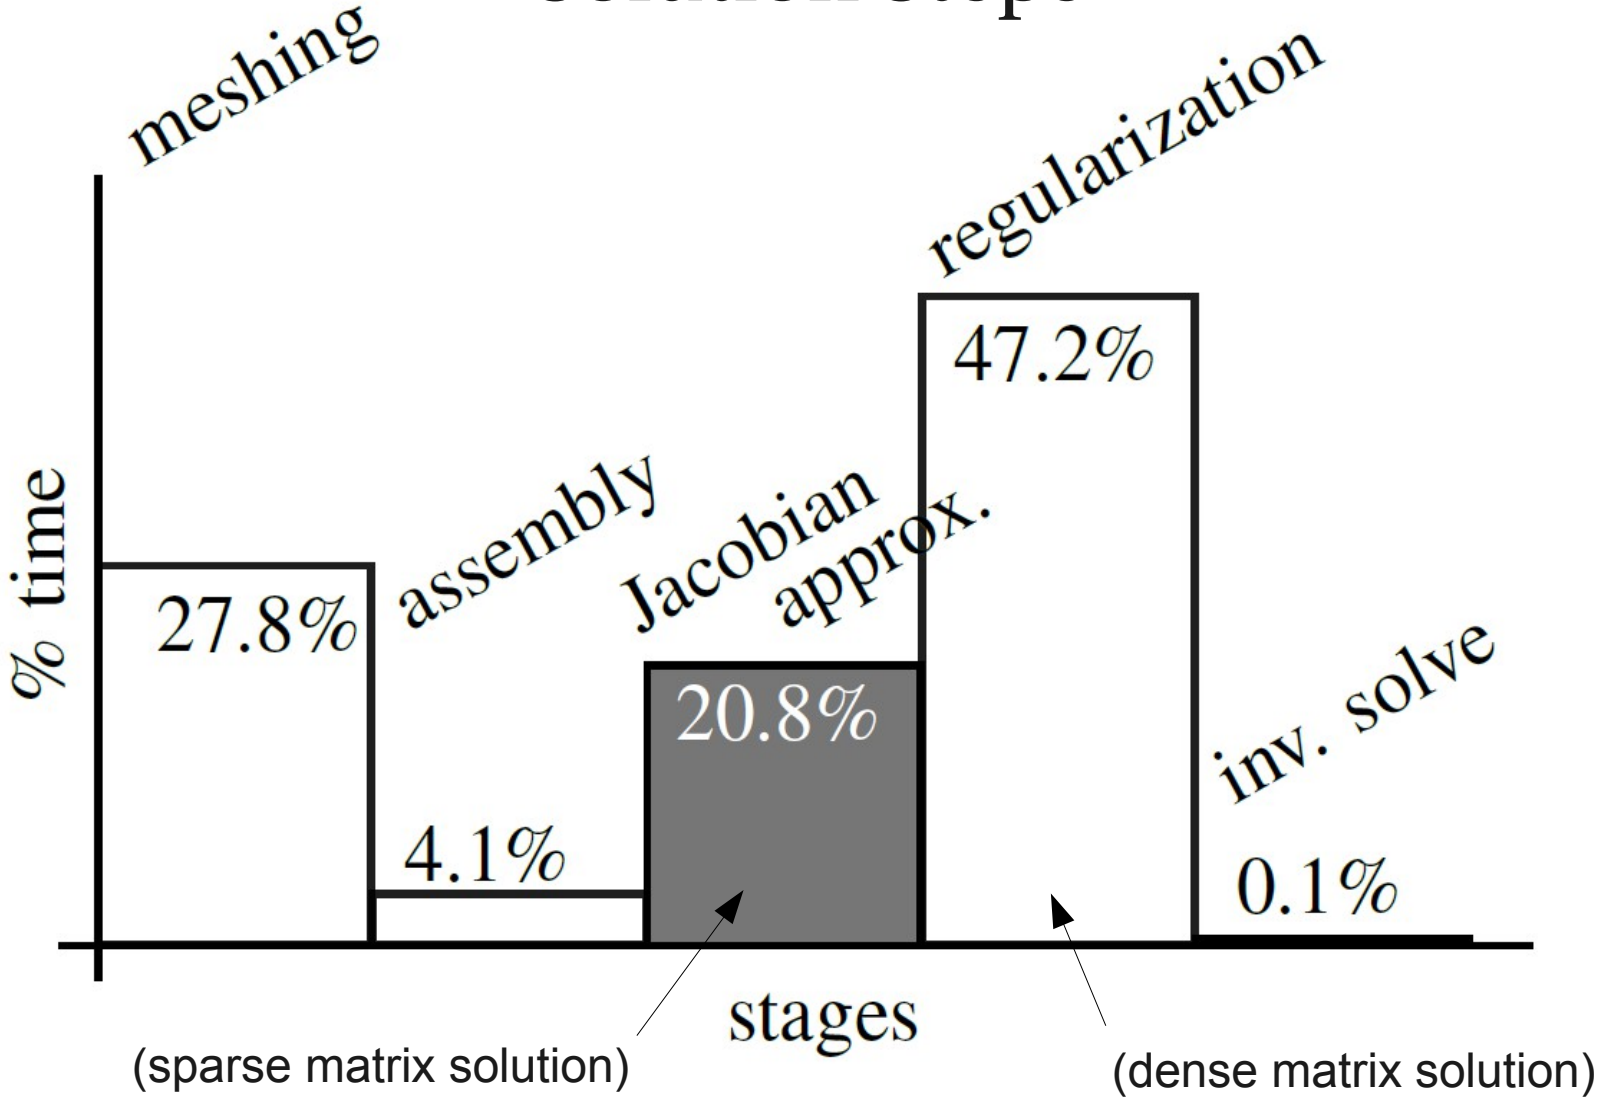 meshing
regularization
47.2%
assembly
Jacobian
approx.
% time
27.8%
20.8%
inv. solve
4.1%
0.1%
stages
(sparse matrix solution)
(dense matrix solution)